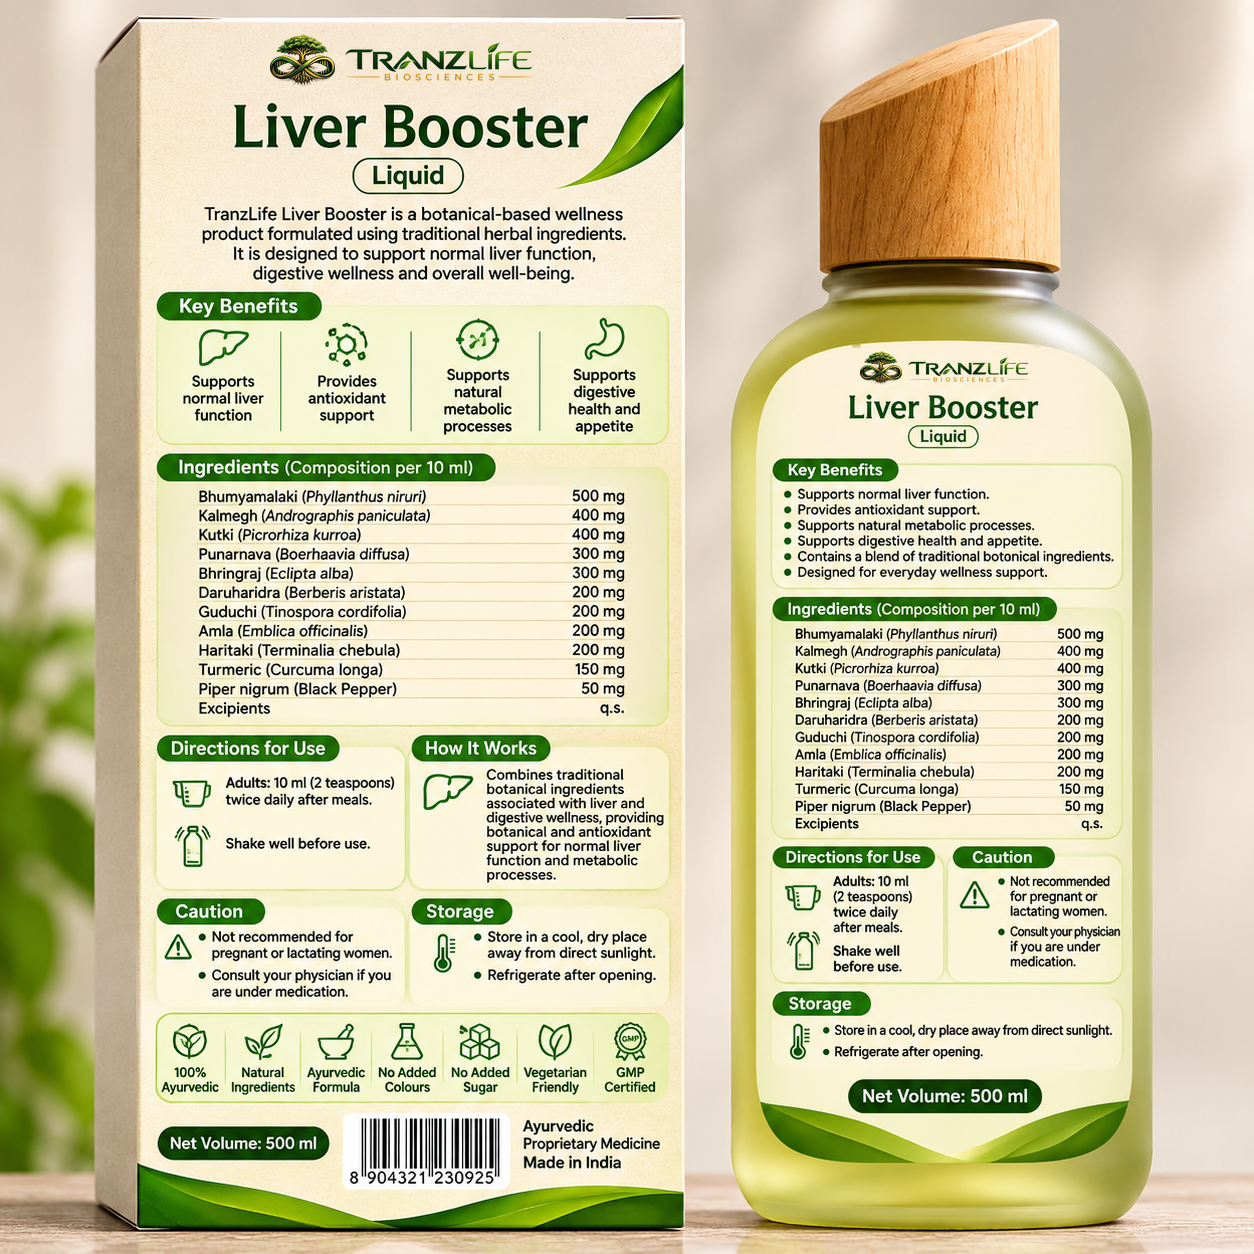 TRANZLIFE
BIOSCIENCES
Liver Booster
Liquid
TranzLife Liver Booster is a botanical-based wellness
product formulated using traditional herbal ingredients.
It is designed to support normal liver function,
digestive wellness and overall well-being.
Key Benefits
Supports
normal liver
function
Provides
antioxidant
support
Supports
natural
metabolic
processes
Supports
digestive
health and
appetite
Ingredients (Composition per 10 ml)
Bhumyamalaki (Phyllanthus niruri) 500 mg
Kalmegh (Andrographis paniculata) 400 mg
Kutki (Picrorhiza kurroa) 400 mg
Punarnava (Boerhaavia diffusa) 300 mg
Bhringraj (Eclipta alba) 300 mg
Daruharidra (Berberis aristata) 200 mg
Guduchi (Tinospora cordifolia) 200 mg
Amla (Emblica officinalis) 200 mg
Haritaki (Terminalia chebula) 200 mg
Turmeric (Curcuma longa) 150 mg
Piper nigrum (Black Pepper) 50 mg
Excipients q.s.
Directions for Use
Adults: 10 ml (2 teaspoons)
twice daily after meals.
Shake well before use.
How It Works
Combines traditional
botanical ingredients
associated with liver and
digestive wellness, providing
botanical and antioxidant
support for normal liver
function and metabolic
processes.
Caution
• Not recommended for
pregnant or lactating women.
• Consult your physician if you
are under medication.
Storage
• Store in a cool, dry place
away from direct sunlight.
• Refrigerate after opening.
100%
Ayurvedic
Natural
Ingredients
Ayurvedic
Formula
No Added
Colours
No Added
Sugar
Vegetarian
Friendly
GMP
GMP
Certified
Net Volume: 500 ml
8 904321 230925
Ayurvedic
Proprietary Medicine
Made in India
TRANZLIFE
BIOSCIENCES
Liver Booster
Liquid
Key Benefits
• Supports normal liver function.
• Provides antioxidant support.
• Supports natural metabolic processes.
• Supports digestive health and appetite.
• Contains a blend of traditional botanical ingredients.
• Designed for everyday wellness support.
Ingredients (Composition per 10 ml)
Bhumyamalaki (Phyllanthus niruri) 500 mg
Kalmegh (Andrographis paniculata) 400 mg
Kutki (Picrorhiza kurroa) 400 mg
Punarnava (Boerhaavia diffusa) 300 mg
Bhringraj (Eclipta alba) 300 mg
Daruharidra (Berberis aristata) 200 mg
Guduchi (Tinospora cordifolia) 200 mg
Amla (Emblica officinalis) 200 mg
Haritaki (Terminalia chebula) 200 mg
Turmeric (Curcuma longa) 150 mg
Piper nigrum (Black Pepper) 50 mg
Excipients q.s.
Directions for Use
Adults: 10 ml
(2 teaspoons)
twice daily
after meals.
Shake well
before use.
Caution
• Not recommended
for pregnant or
lactating women.
• Consult your physician
if you are under
medication.
Storage
• Store in a cool, dry place away from direct sunlight.
• Refrigerate after opening.
Net Volume: 500 ml